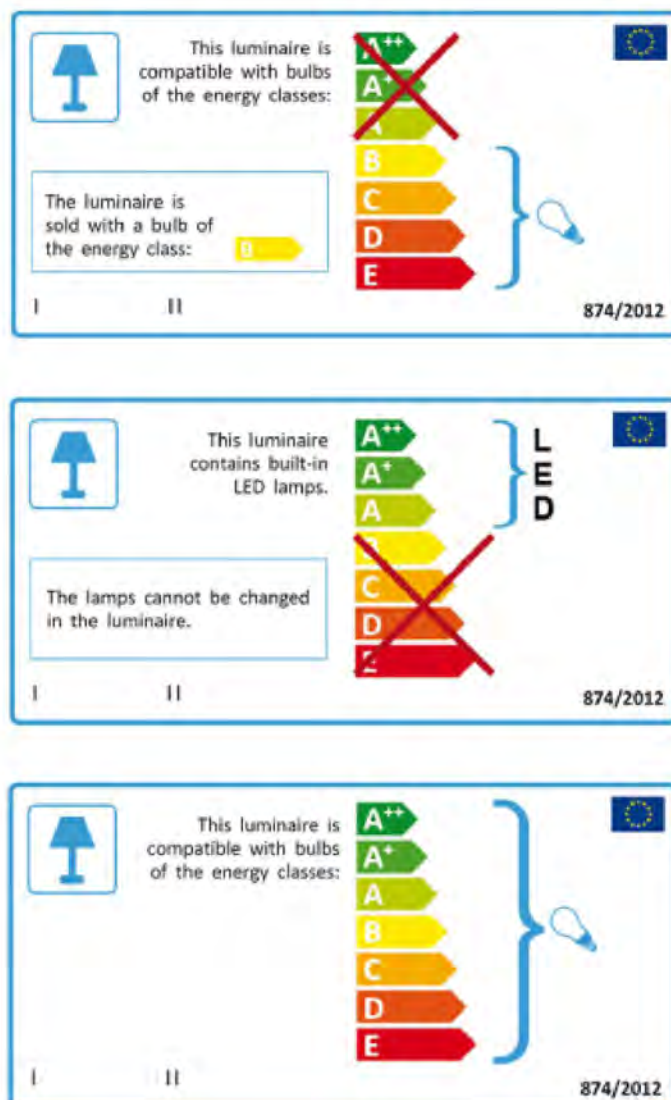 This luminaire is
compatible with bulbs
of the energy classes:
A++
A+
A
B
C
D
E
The luminaire is
sold with a bulb of
the energy class:
B
I II
874/2012
This luminaire
contains built-in
LED lamps.
A++
A+
A
B
C
D
E
L
E
D
The lamps cannot be changed
in the luminaire.
I II
874/2012
This luminaire is
compatible with bulbs
of the energy classes:
A++
A+
A
B
C
D
E
I II
874/2012